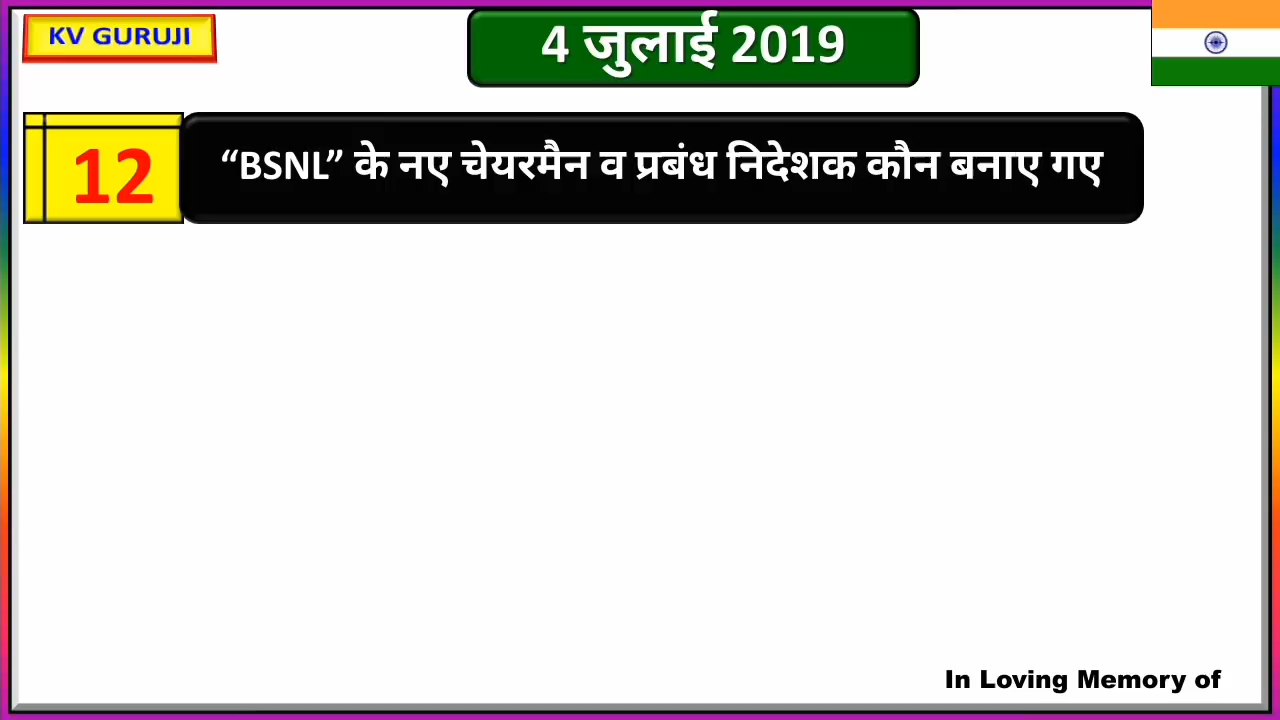 KV GURUJI
4 जुलाई 2019
12
“BSNL” के नए चेयरमैन व प्रबंध निदेशक कौन बनाए गए
In Loving Memory of